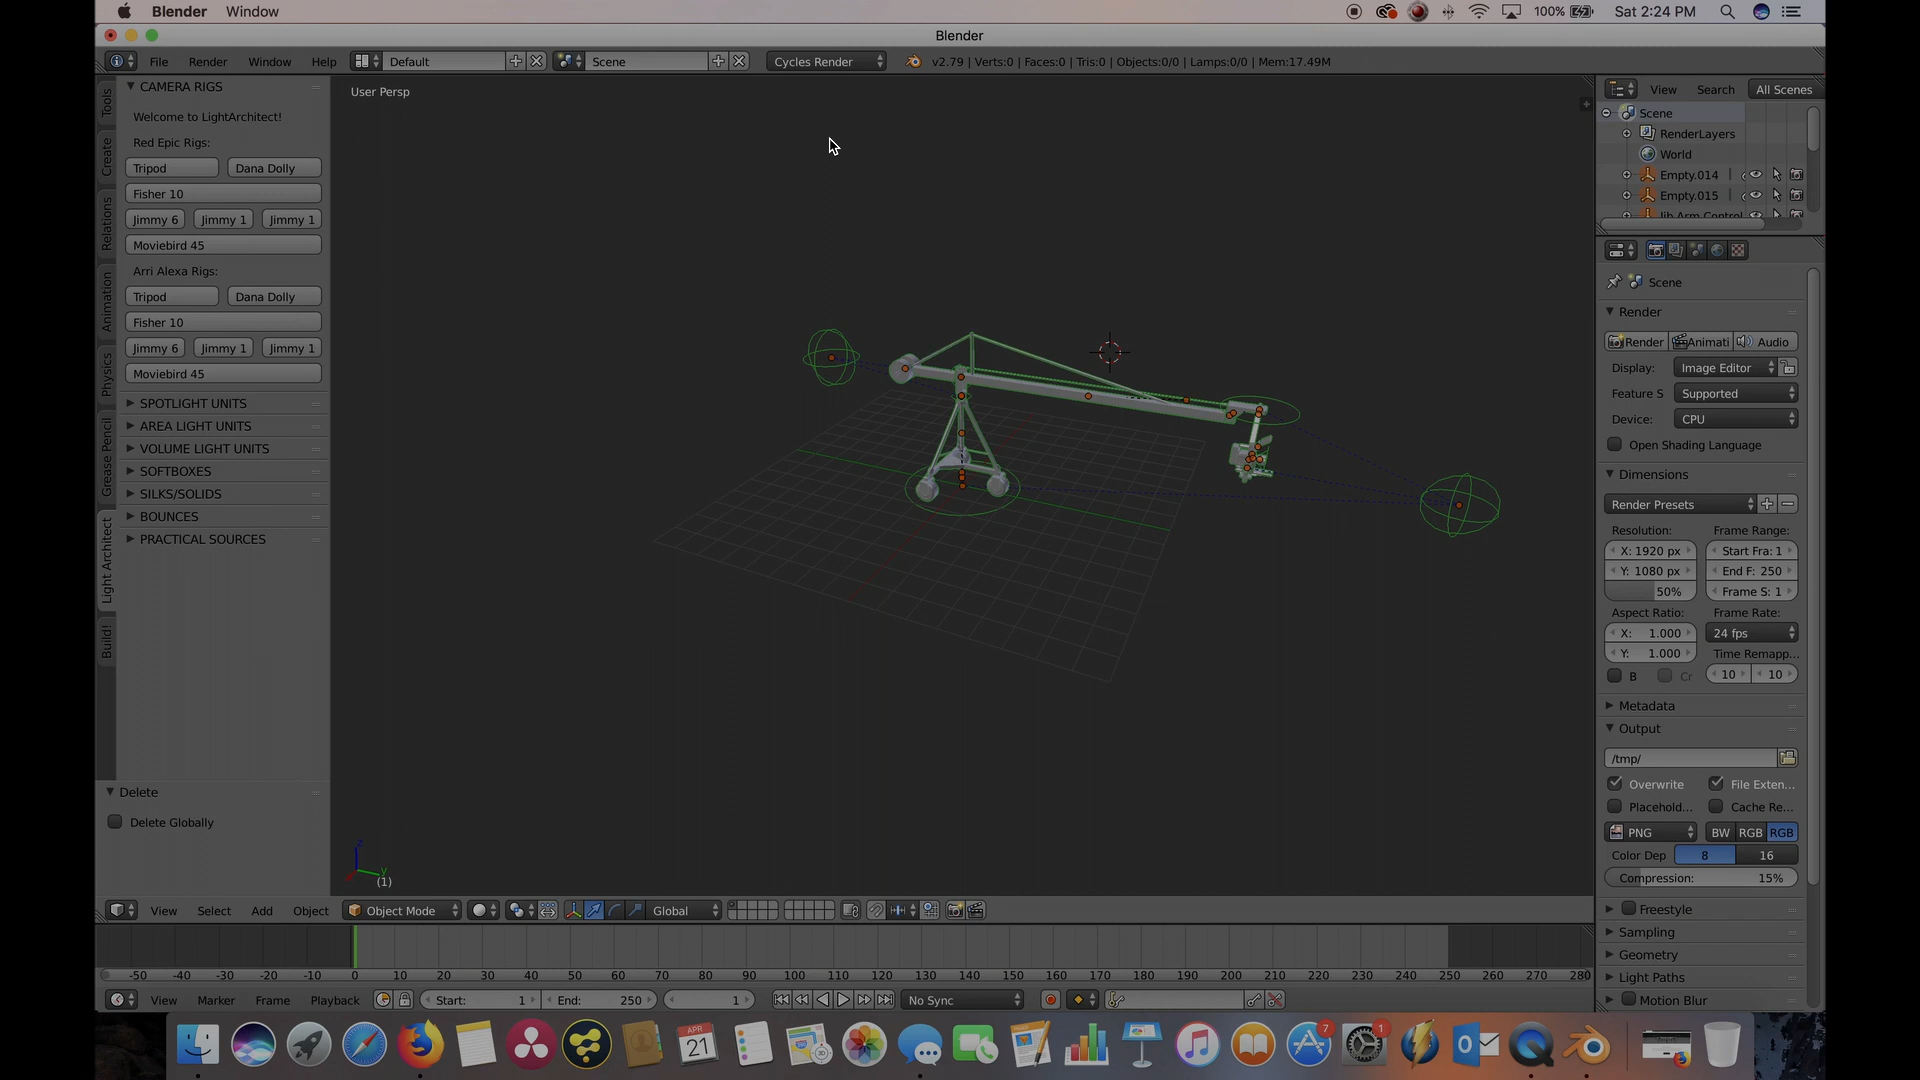 Blender Window 100% Sat 2:24 PM
Blender
File Render Window Help Default Scene Cycles Render v2.79 | Verts:0 | Faces:0 | Tris:0 | Objects:0/0 | Lamps:0/0 | Mem:17.49M
Tools
Create
Relations
Animation
Physics
Grease Pencil
Light Architect
Build!
CAMERA RIGS
Welcome to LightArchitect!
Red Epic Rigs:
Tripod Dana Dolly
Fisher 10
Jimmy 6 Jimmy 1 Jimmy 1
Moviebird 45
Arri Alexa Rigs:
Tripod Dana Dolly
Fisher 10
Jimmy 6 Jimmy 1 Jimmy 1
Moviebird 45
SPOTLIGHT UNITS
AREA LIGHT UNITS
VOLUME LIGHT UNITS
SOFTBOXES
SILKS/SOLIDS
BOUNCES
PRACTICAL SOURCES
Delete
Delete Globally
User Persp
z
y
(1)
View Search All Scenes
Scene
RenderLayers
World
Empty.014
Empty.015
Jib Arm Control
Scene
Render
Render Animati Audio
Display: Image Editor
Feature S Supported
Device: CPU
Open Shading Language
Dimensions
Render Presets
Resolution: Frame Range:
X: 1920 px Start Fra: 1
Y: 1080 px End F: 250
50% Frame S: 1
Aspect Ratio: Frame Rate:
X: 1.000 24 fps
Y: 1.000 Time Remapp...
B Cr 10 10
Metadata
Output
/tmp/
Overwrite File Exten...
Placehold... Cache Re...
PNG BW RGB RGB
Color Dep 8 16
Compression: 15%
Freestyle
Sampling
Geometry
Light Paths
Motion Blur
View Select Add Object Object Mode Global
-50 -40 -30 -20 -10 0 10 20 30 40 50 60 70 80 90 100 110 120 130 140 150 160 170 180 190 200 210 220 230 240 250 260 270 280
View Marker Frame Playback Start: 1 End: 250 1 No Sync
APR
21
7
1